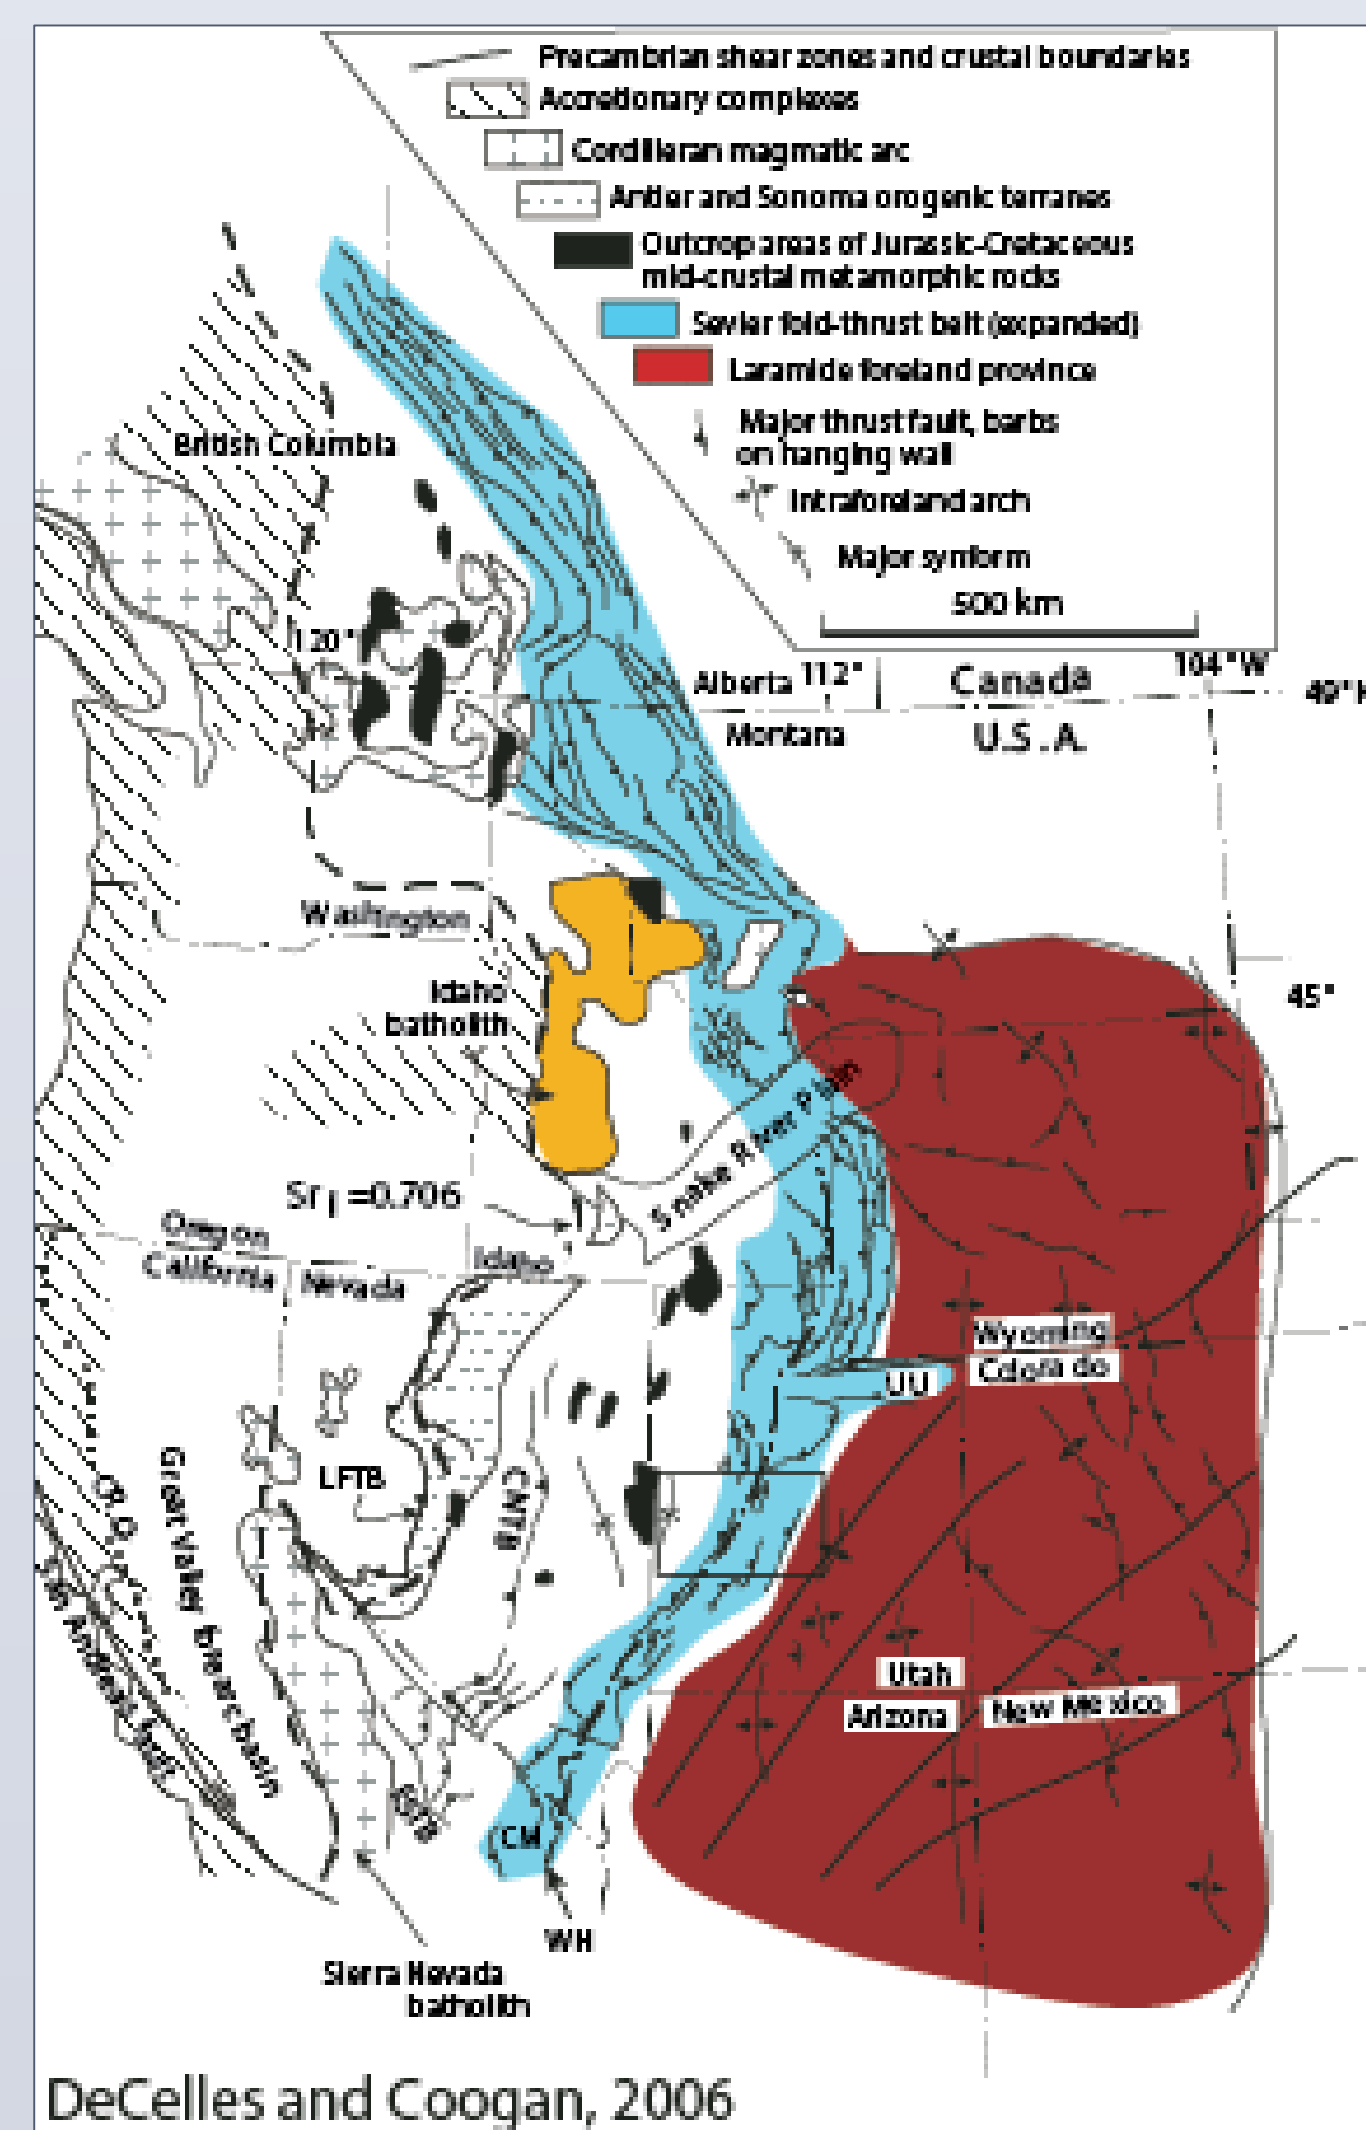 Precambrian shear zones and crustal boundaries
Accretionary complexes
Cordilleran magmatic arc
Antler and Sonoma orogenic terranes
Outcrop areas of Jurassic-Cretaceous
mid-crustal metamorphic rocks
Sevier fold-thrust belt (expanded)
Laramide foreland province
Major thrust fault, barbs
on hanging wall
Intraforeland arch
Major synform
500 km
British Columbia
120°
Alberta
112°
Canada
104°W
49°
Montana
U.S.A.
Washington
Idaho
batholith
45°
Snake River Plain
Sr i =0.706
Oregon
California
Nevada
Idaho
Wyoming
Colorado
UU
LFTB
CNTB
Great Valley forearc basin
San Andreas fault
Utah
Arizona
New Mexico
CM
WH
Sierra Nevada
batholith
DeCelles and Coogan, 2006